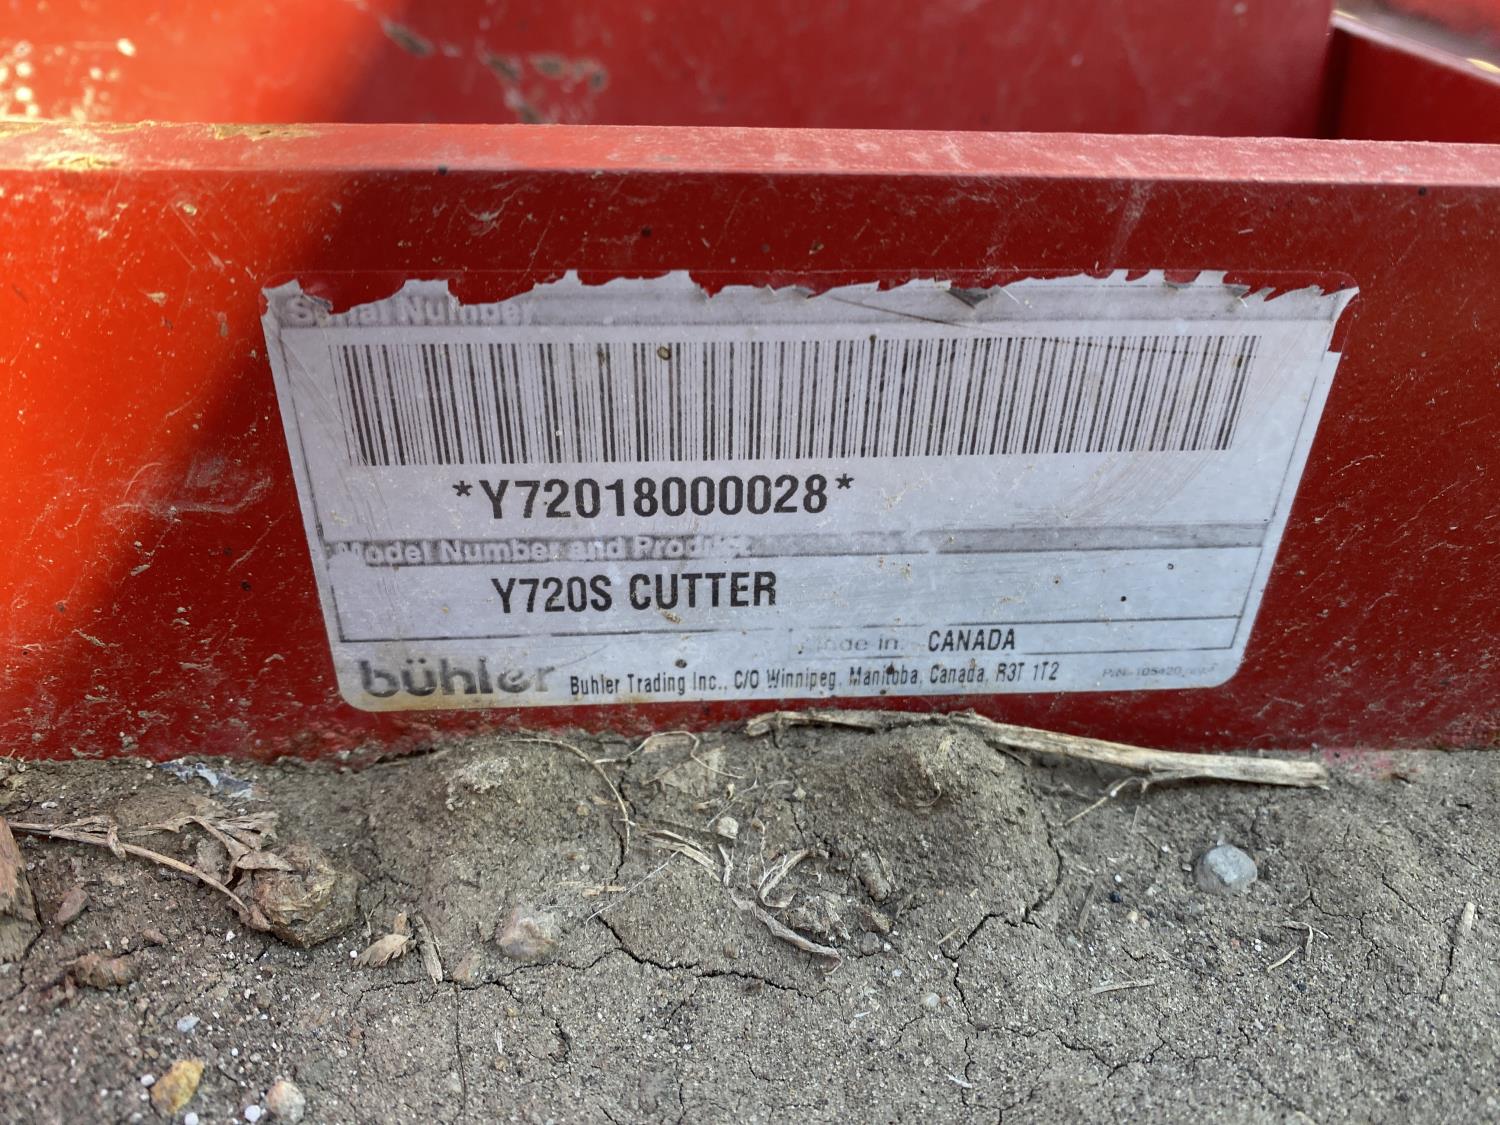 Serial Number
*Y72018000028*
Model Number and Product
Y720S CUTTER
Made in: CANADA
bühler Buhler Trading Inc., C/O Winnipeg, Manitoba, Canada, R3T 1T2